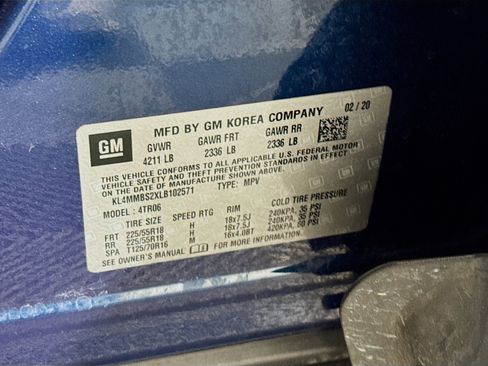 MFD BY GM KOREA COMPANY 02/20
GM
GVWR GAWR FRT GAWR RR
4211 LB 2336 LB 2336 LB
THIS VEHICLE CONFORMS TO ALL APPLICABLE U.S. FEDERAL MOTOR
VEHICLE SAFETY AND THEFT PREVENTION STANDARDS IN EFFECT
ON THE DATE OF MANUFACTURE SHOWN ABOVE.
KL4MMBS2XLB102571 TYPE: MPV
MODEL: 4TR06
TIRE SIZE SPEED RTG RIM COLD TIRE PRESSURE
FRT 225/55R18 H 18x7.5J 240KPA, 35 PSI
RR 225/55R18 H 18x7.5J 240KPA, 35 PSI
SPA T125/70R16 M 16x4.0BT 420KPA, 60 PSI
SEE OWNER'S MANUAL FOR MORE INFORMATION